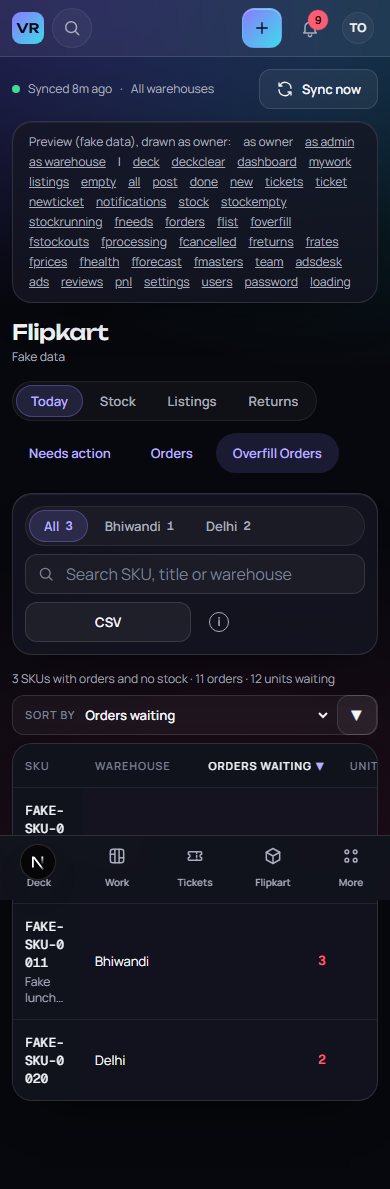 VR
9
TO
Synced 8m ago · All warehouses
Sync now
Preview (fake data), drawn as owner: as owner as admin
as warehouse | deck deckclear dashboard mywork
listings empty all post done new tickets ticket
newticket notifications stock stockempty
stockrunning fneeds forders flist foverfill
fstockouts fprocessing fcancelled freturns frates
fprices fhealth fforecast fmasters team adsdesk
ads reviews pnl settings users password loading
Flipkart
Fake data
Today Stock Listings Returns
Needs action Orders Overfill Orders
All 3 Bhiwandi 1 Delhi 2
Search SKU, title or warehouse
CSV
3 SKUs with orders and no stock · 11 orders · 12 units waiting
SORT BY Orders waiting ▼
SKU WAREHOUSE ORDERS WAITING ▼ UNIT
FAKE-
SKU-0
N
Deck Work Tickets Flipkart More
FAKE-
SKU-0
011
Fake
lunch…
Bhiwandi 3
FAKE-
SKU-0
020
Delhi 2